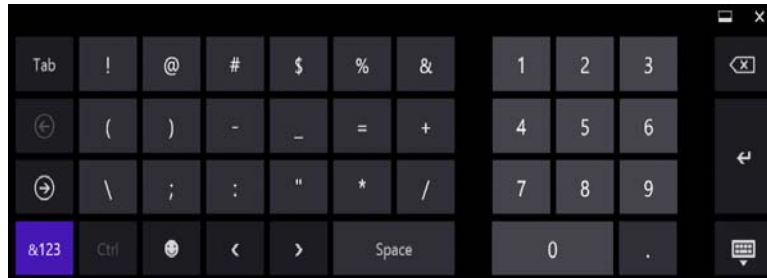 Tab ! @ # $ % & 1 2 3
( ) - _ = + 4 5 6
\ ; : " * / 7 8 9
&123 Ctrl < > Space 0 .